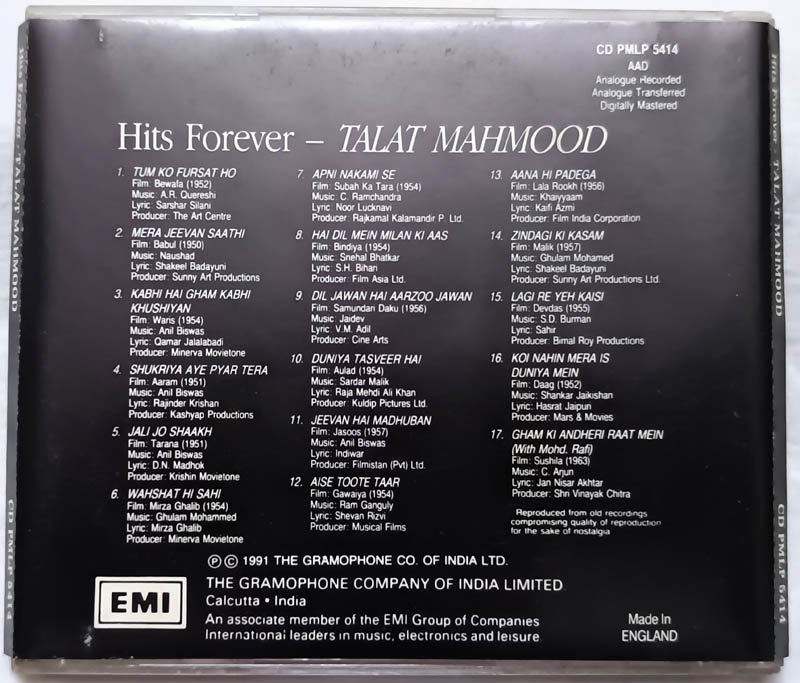 CD PMLP 5414
AAD
Analogue Recorded
Analogue Transferred
Digitally Mastered
Hits Forever – TALAT MAHMOOD
1. TUM KO FURSAT HO
Film: Bewafa (1952)
Music: A.R. Quereshi
Lyric: Sarshar Silani
Producer: The Art Centre
2. MERA JEEVAN SAATHI
Film: Babul (1950)
Music: Naushad
Lyric: Shakeel Badayuni
Producer: Sunny Art Productions
3. KABHI HAI GHAM KABHI
KHUSHIYAN
Film: Waris (1954)
Music: Anil Biswas
Lyric: Qamar Jalalabadi
Producer: Minerva Movietone
4. SHUKRIYA AYE PYAR TERA
Film: Aaram (1951)
Music: Anil Biswas
Lyric: Rajinder Krishan
Producer: Kashyap Productions
5. JALI JO SHAAKH
Film: Tarana (1951)
Music: Anil Biswas
Lyric: D.N. Madhok
Producer: Krishin Movietone
6. WAHSHAT HI SAHI
Film: Mirza Ghalib (1954)
Music: Ghulam Mohammed
Lyric: Mirza Ghalib
Producer: Minerva Movietone
7. APNI NAKAMI SE
Film: Subah Ka Tara (1954)
Music: C. Ramchandra
Lyric: Noor Lucknavi
Producer: Rajkamal Kalamandir P. Ltd.
8. HAI DIL MEIN MILAN KI AAS
Film: Bindiya (1954)
Music: Snehal Bhatkar
Lyric: S.H. Bihari
Producer: Film Asia Ltd.
9. DIL JAWAN HAI AARZOO JAWAN
Film: Samundari Daku (1956)
Music: Jaidev
Lyric: V.M. Adil
Producer: Cine Arts
10. DUNIYA TASVEER HAI
Film: Aulad (1954)
Music: Sardar Malik
Lyric: Raja Mehdi Ali Khan
Producer: Kuldip Pictures Ltd.
11. JEEVAN HAI MADHUBAN
Film: Jasoos (1957)
Music: Anil Biswas
Lyric: Indiwar
Producer: Filmistan (Pvt) Ltd.
12. AISE TOOTE TAAR
Film: Gawaiya (1954)
Music: Ram Ganguly
Lyric: Shevan Rizvi
Producer: Musical Films
13. AANA HI PADEGA
Film: Lala Rookh (1956)
Music: Khaiyyaam
Lyric: Kaifi Azmi
Producer: Film India Corporation
14. ZINDAGI KI KASAM
Film: Malik (1957)
Music: Ghulam Mohamed
Lyric: Shakeel Badayuni
Producer: Sunny Art Productions Ltd.
15. LAGI RE YEH KAISI
Film: Devdas (1955)
Music: S.D. Burman
Lyric: Sahir
Producer: Bimal Roy Productions
16. KOI NAHIN MERA IS
DUNIYA MEIN
Film: Daag (1952)
Music: Shankar Jaikishan
Lyric: Hasrat Jaipuri
Producer: Mars & Movies
17. GHAM KI ANDHERI RAAT MEIN
(With Mohd. Rafi)
Film: Sushila (1963)
Music: C. Arjun
Lyric: Jan Nisar Akhtar
Producer: Shri Vinayak Chitra
Reproduced from old recordings
compromising quality of reproduction
for the sake of nostalgia
Ⓟ © 1991 THE GRAMOPHONE CO. OF INDIA LTD.
EMI
THE GRAMOPHONE COMPANY OF INDIA LIMITED
Calcutta • India
An associate member of the EMI Group of Companies
International leaders in music, electronics and leisure
Made In
ENGLAND
Hits Forever · TALAT MAHMOOD
CD PMLP 5414
Hits Forever · TALAT MAHMOOD
CD PMLP 5414